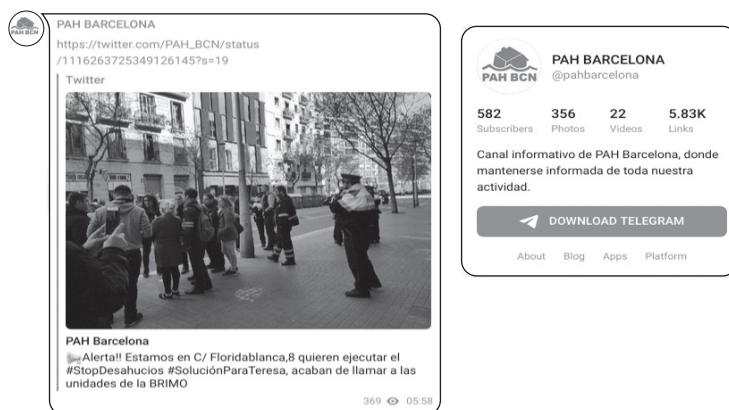 PAH BCN
PAH BARCELONA
https://twitter.com/PAH_BCN/status
/1116263725349126145?s=19
Twitter
PAH Barcelona
Alerta!! Estamos en C/ Floridablanca,8 quieren ejecutar el
#StopDesahucios #SoluciónParaTeresa, acaban de llamar a las
unidades de la BRIMO
369 05:58
PAH BCN
PAH BARCELONA
@pahbarcelona
582 356 22 5.83K
Subscribers Photos Videos Links
Canal informativo de PAH Barcelona, donde
mantenerse informada de toda nuestra
actividad.
DOWNLOAD TELEGRAM
About Blog Apps Platform